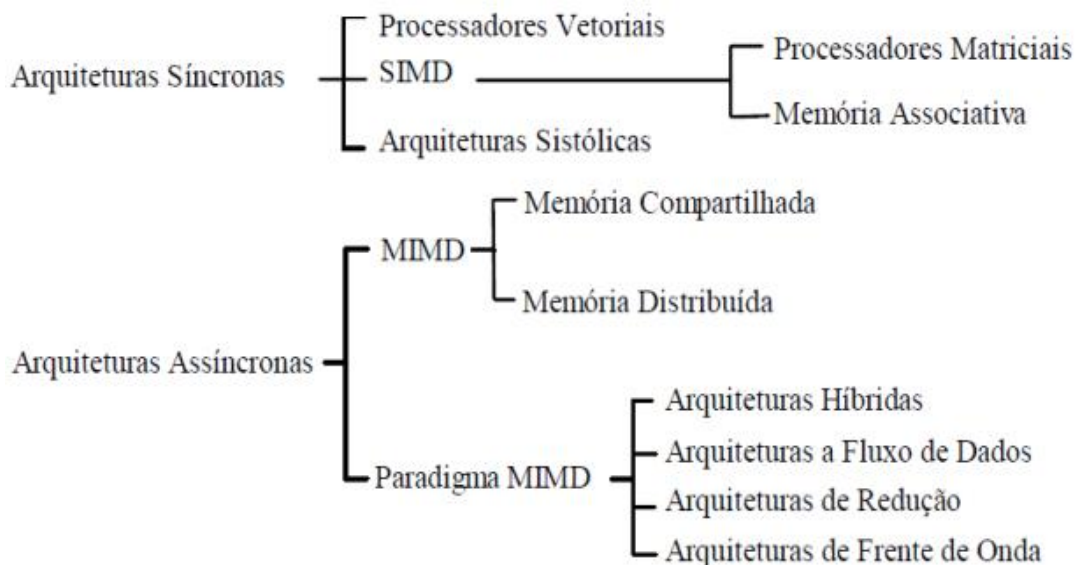 Processadores Vetoriais
Arquiteturas Síncronas
SIMD
Processadores Matriciais
Memória Associativa
Arquiteturas Sistólicas
Memória Compartilhada
MIMD
Memória Distribuída
Arquiteturas Assíncronas
Arquiteturas Híbridas
Arquiteturas a Fluxo de Dados
Paradigma MIMD
Arquiteturas de Redução
Arquiteturas de Frente de Onda